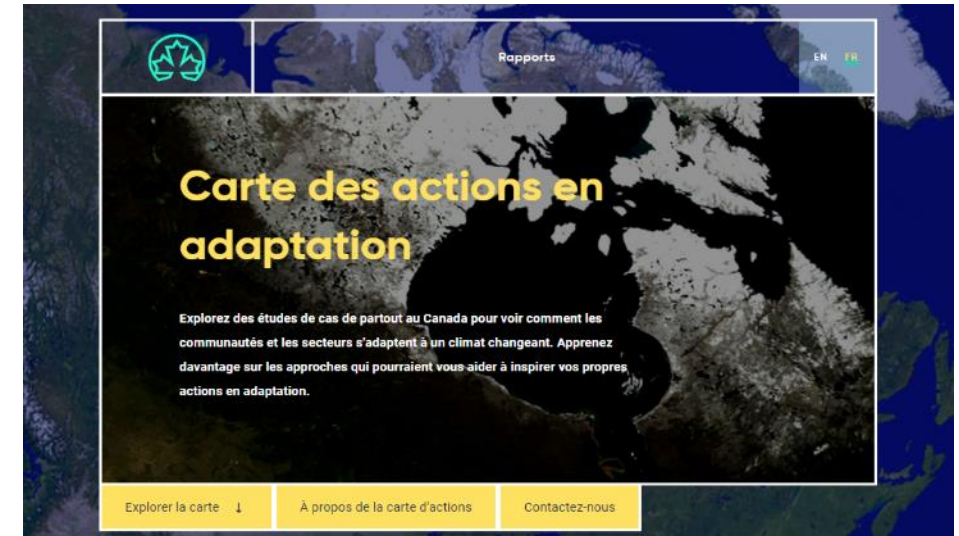 Rapports
EN FR
Carte des actions en
adaptation
Explorez des études de cas de partout au Canada pour voir comment les
communautés et les secteurs s'adaptent à un climat changeant. Apprenez
davantage sur les approches qui pourraient vous aider à inspirer vos propres
actions en adaptation.
Explorer la carte ↓ À propos de la carte d'actions Contactez-nous